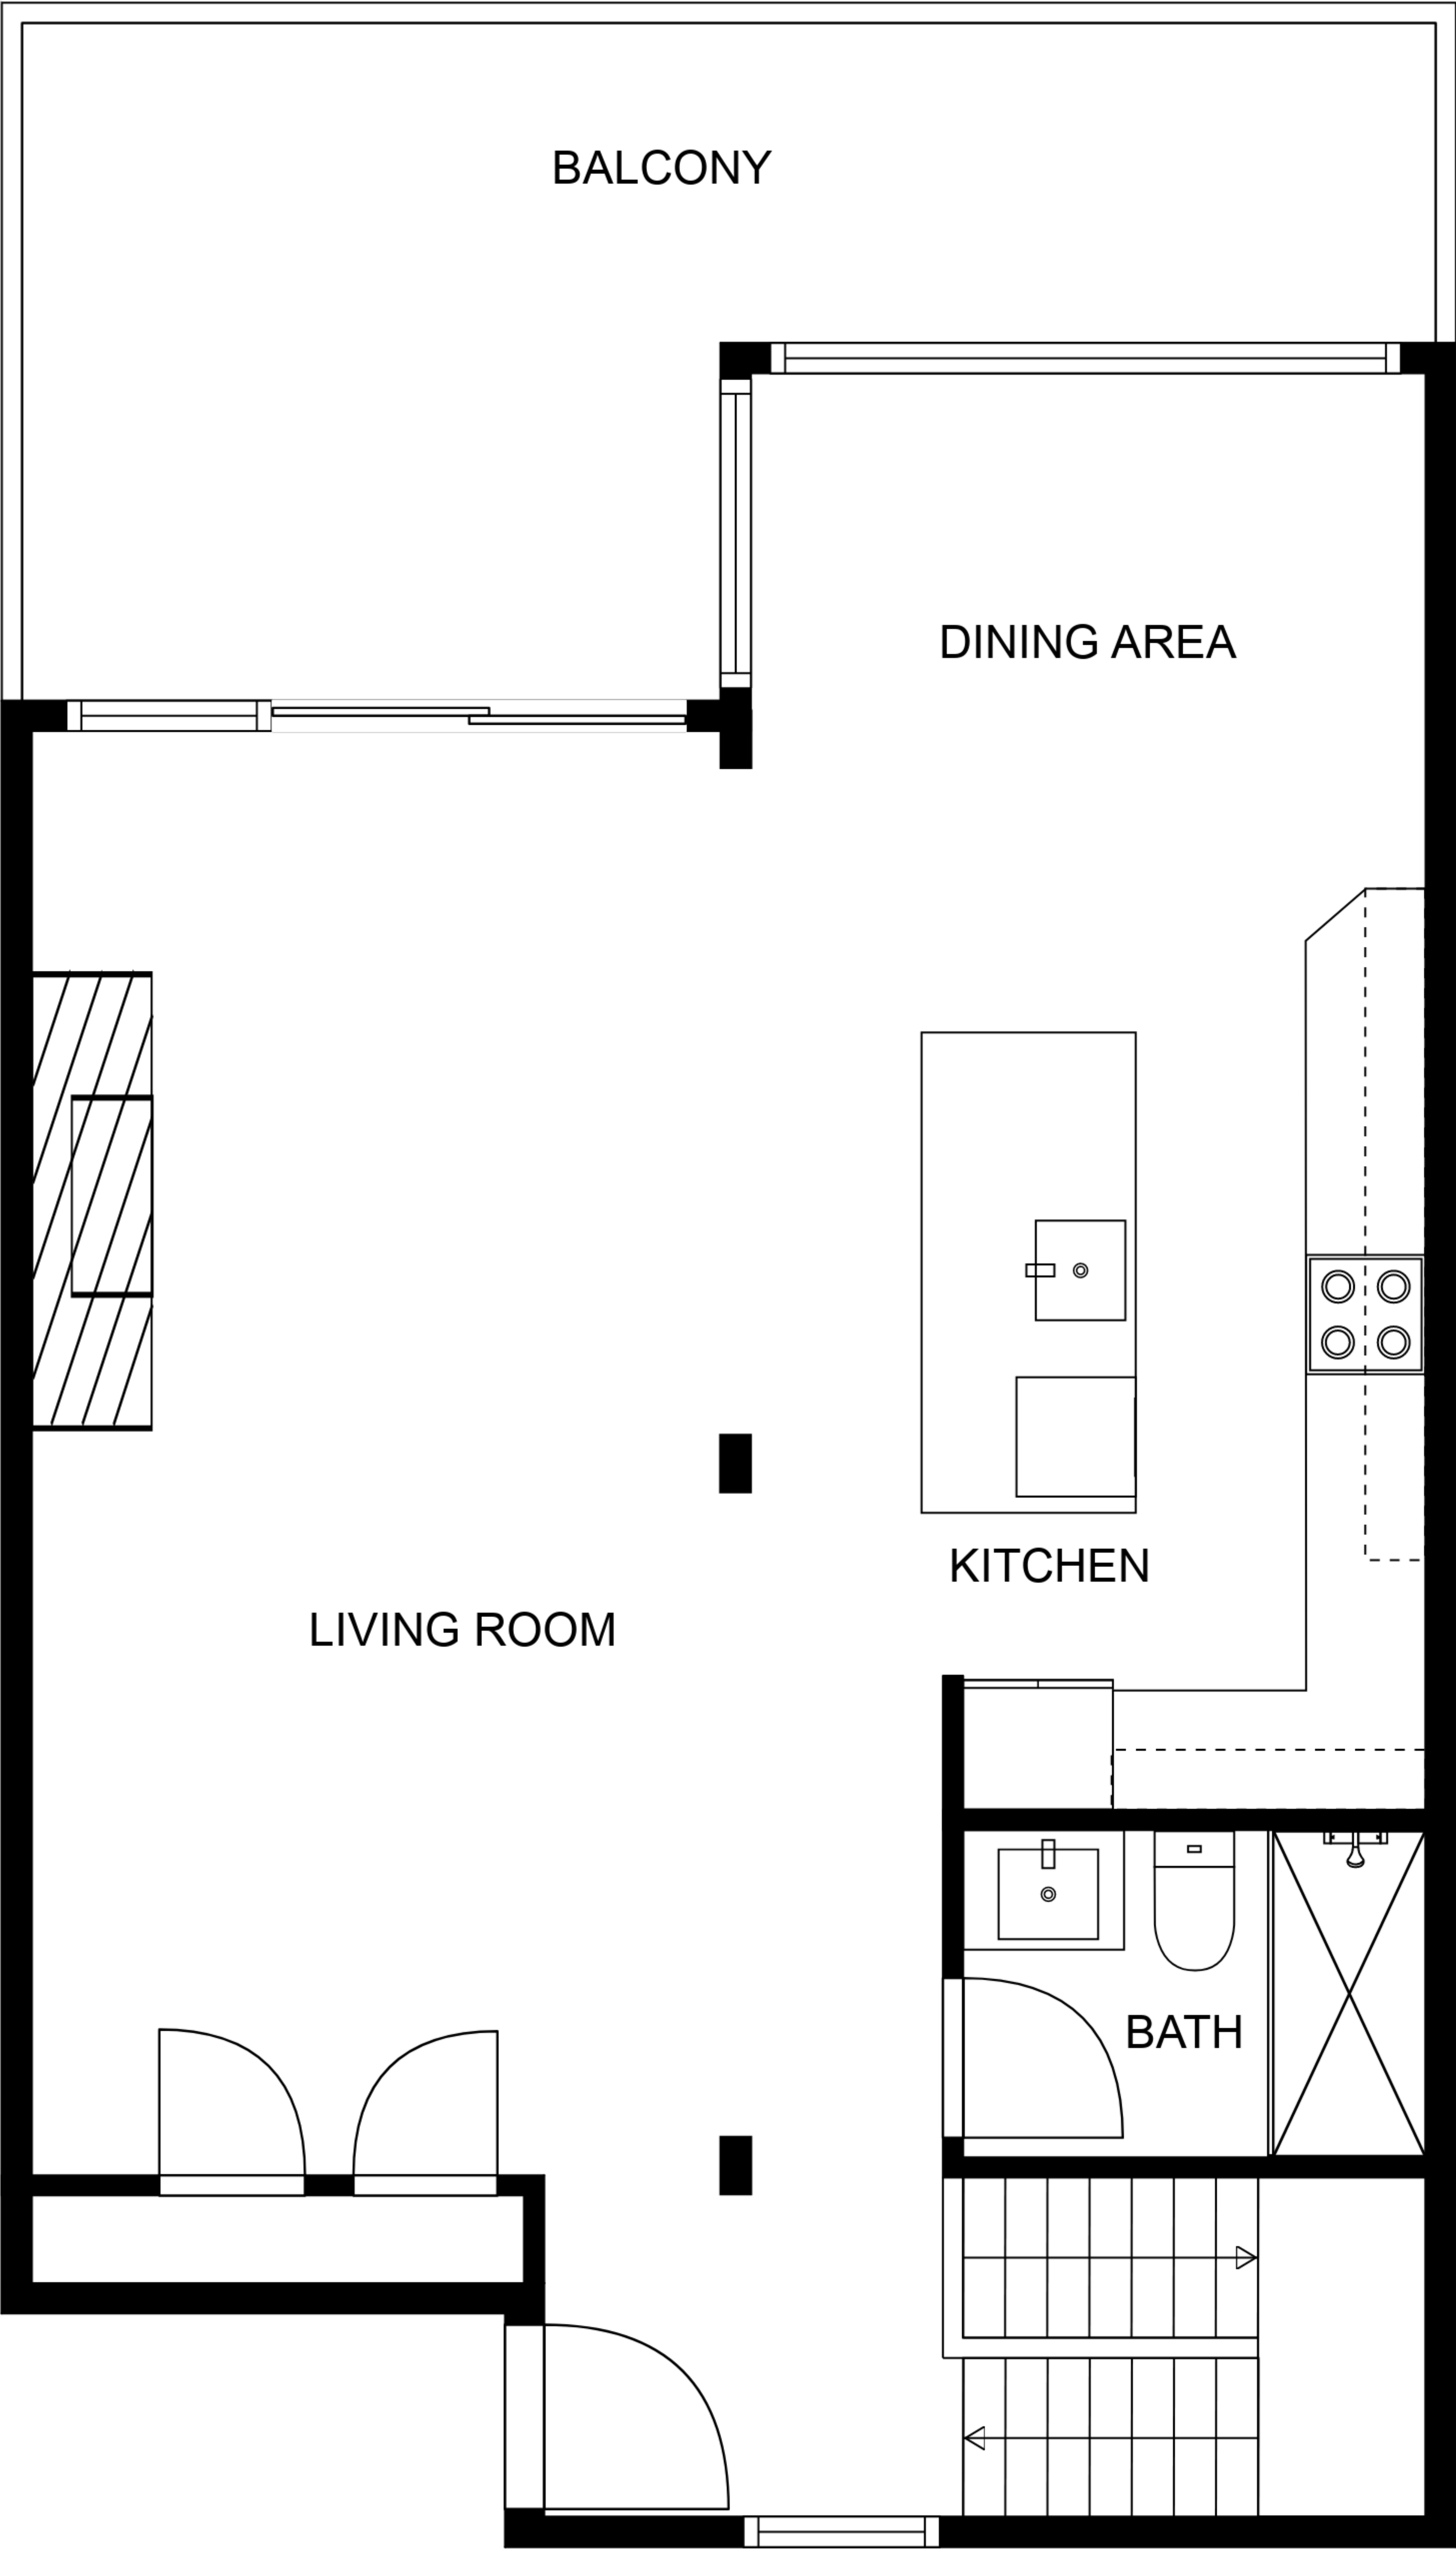 BALCONY
DINING AREA
KITCHEN
LIVING ROOM
BATH